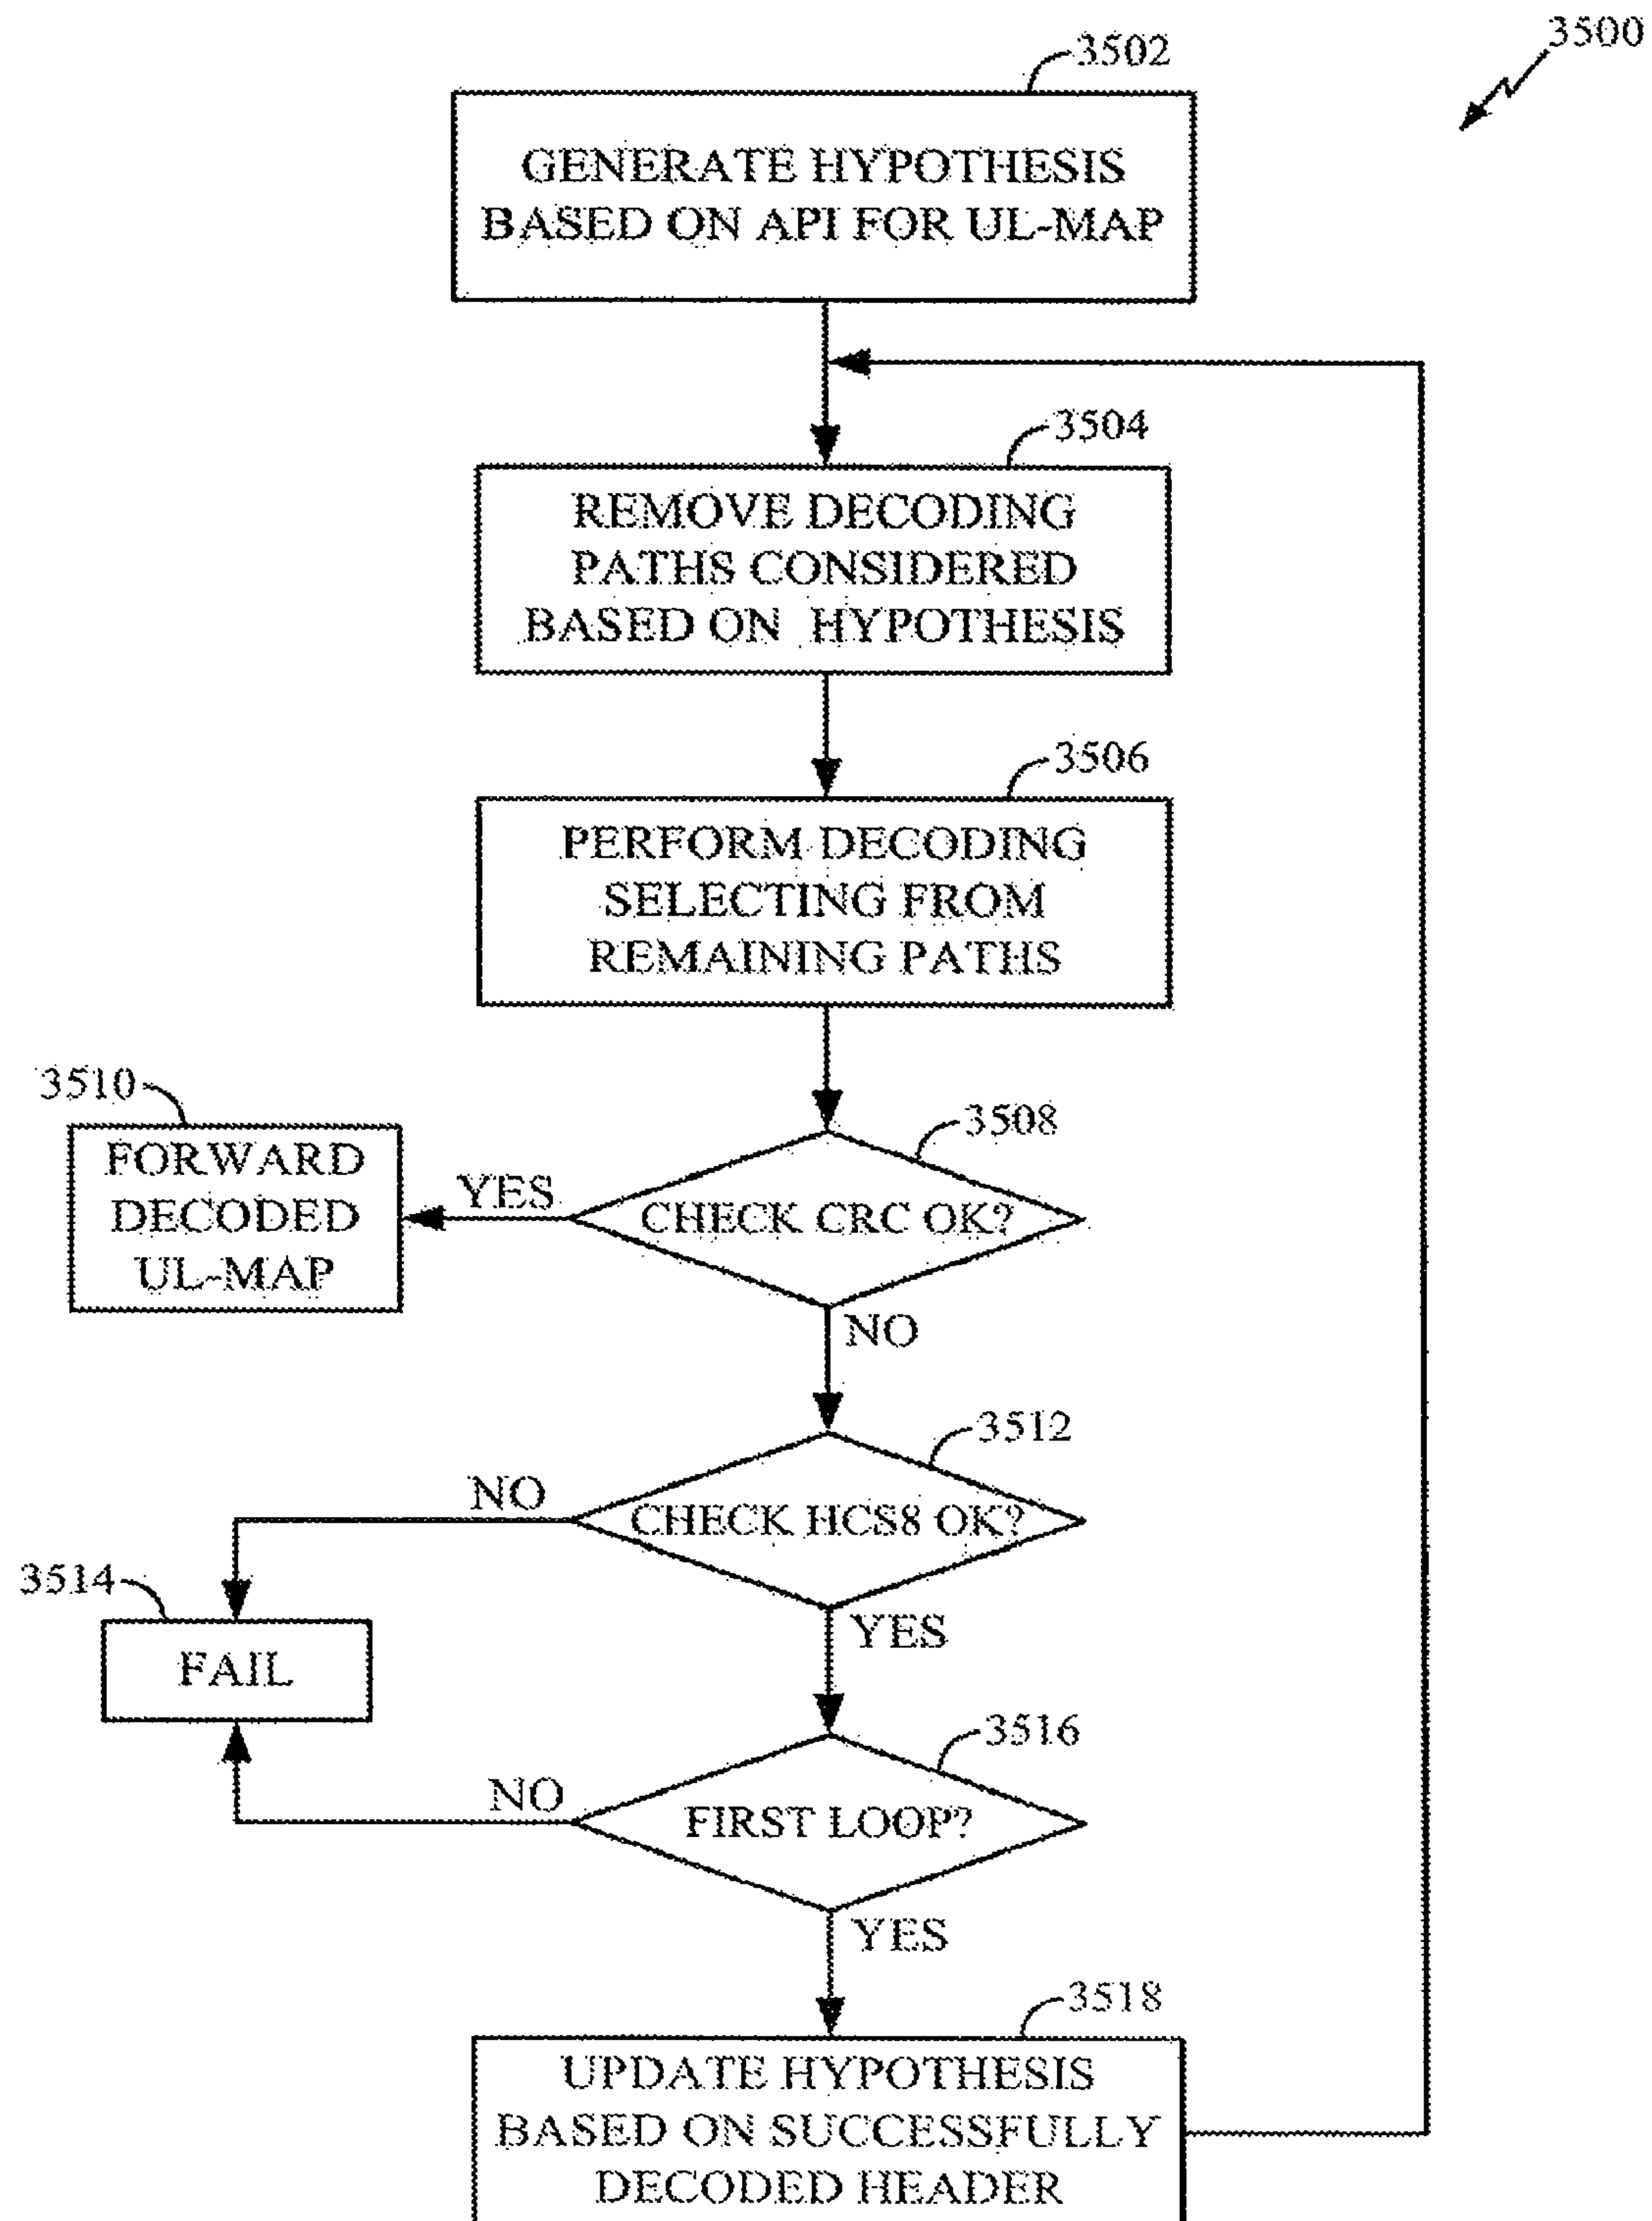 3500
3502
GENERATE HYPOTHESIS
BASED ON API FOR UL-MAP
3504
REMOVE DECODING
PATHS CONSIDERED
BASED ON HYPOTHESIS
3506
PERFORM DECODING
SELECTING FROM
REMAINING PATHS
3508
CHECK CRC OK?
YES
3510
FORWARD
DECODED
UL-MAP
NO
3512
CHECK HCS8 OK?
NO
3514
FAIL
YES
3516
FIRST LOOP?
NO
YES
3518
UPDATE HYPOTHESIS
BASED ON SUCCESSFULLY
DECODED HEADER